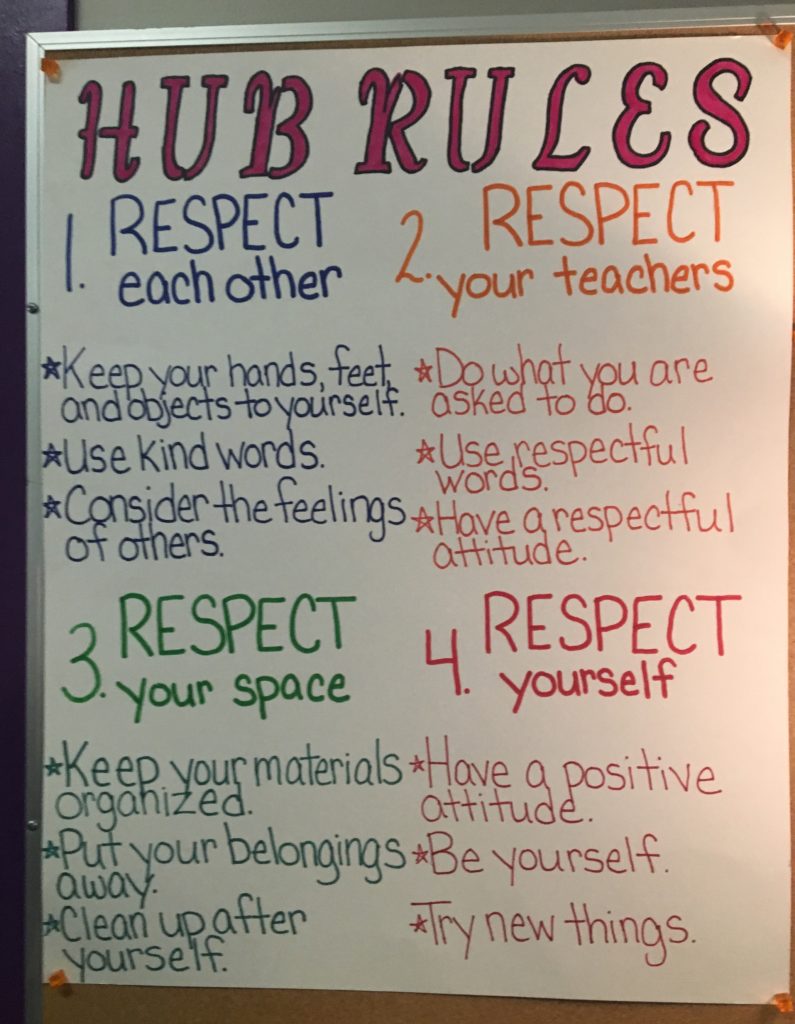 HUB RULES
1. RESPECT
each other
★Keep your hands, feet,
and objects to yourself.
★Use kind words.
★Consider the feelings
of others.
2. RESPECT
your teachers
★Do what you are
asked to do.
★Use respectful
words.
★Have a respectful
attitude.
3. RESPECT
your space
★Keep your materials
organized.
★Put your belongings
away.
★Clean up after
yourself.
4. RESPECT
yourself
★Have a positive
attitude.
★Be yourself.
★Try new things.